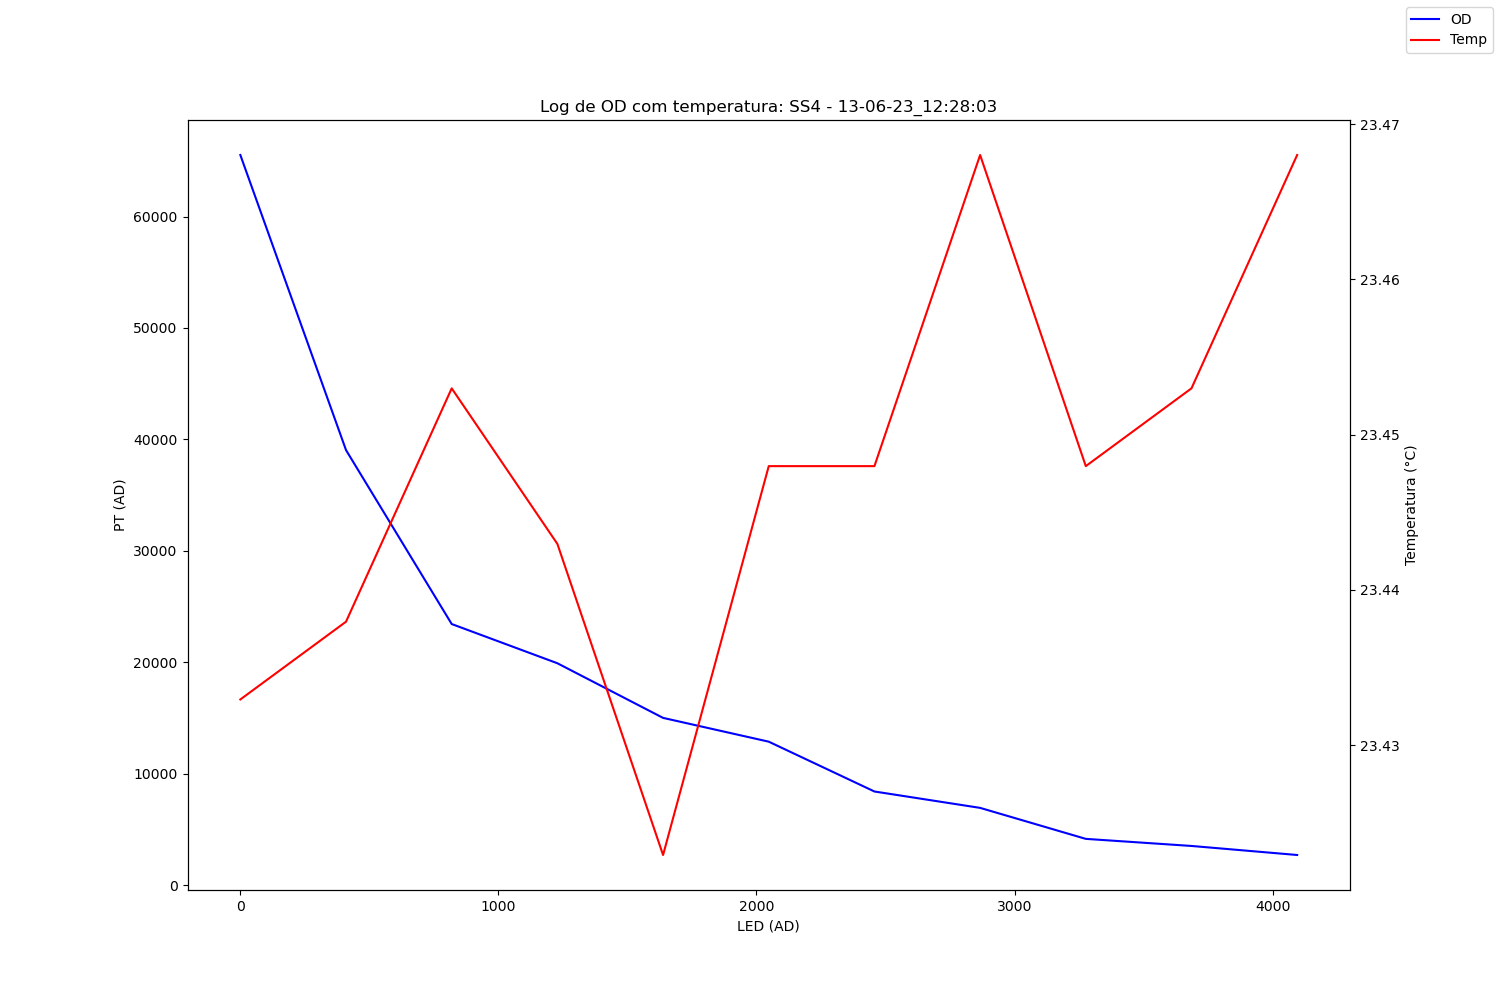 OD
Temp
Log de OD com temperatura: SS4 - 13-06-23_12:28:03
60000
50000
40000
30000
20000
10000
0
PT (AD)
23.47
23.46
23.45
23.44
23.43
Temperatura (°C)
0 1000 2000 3000 4000
LED (AD)